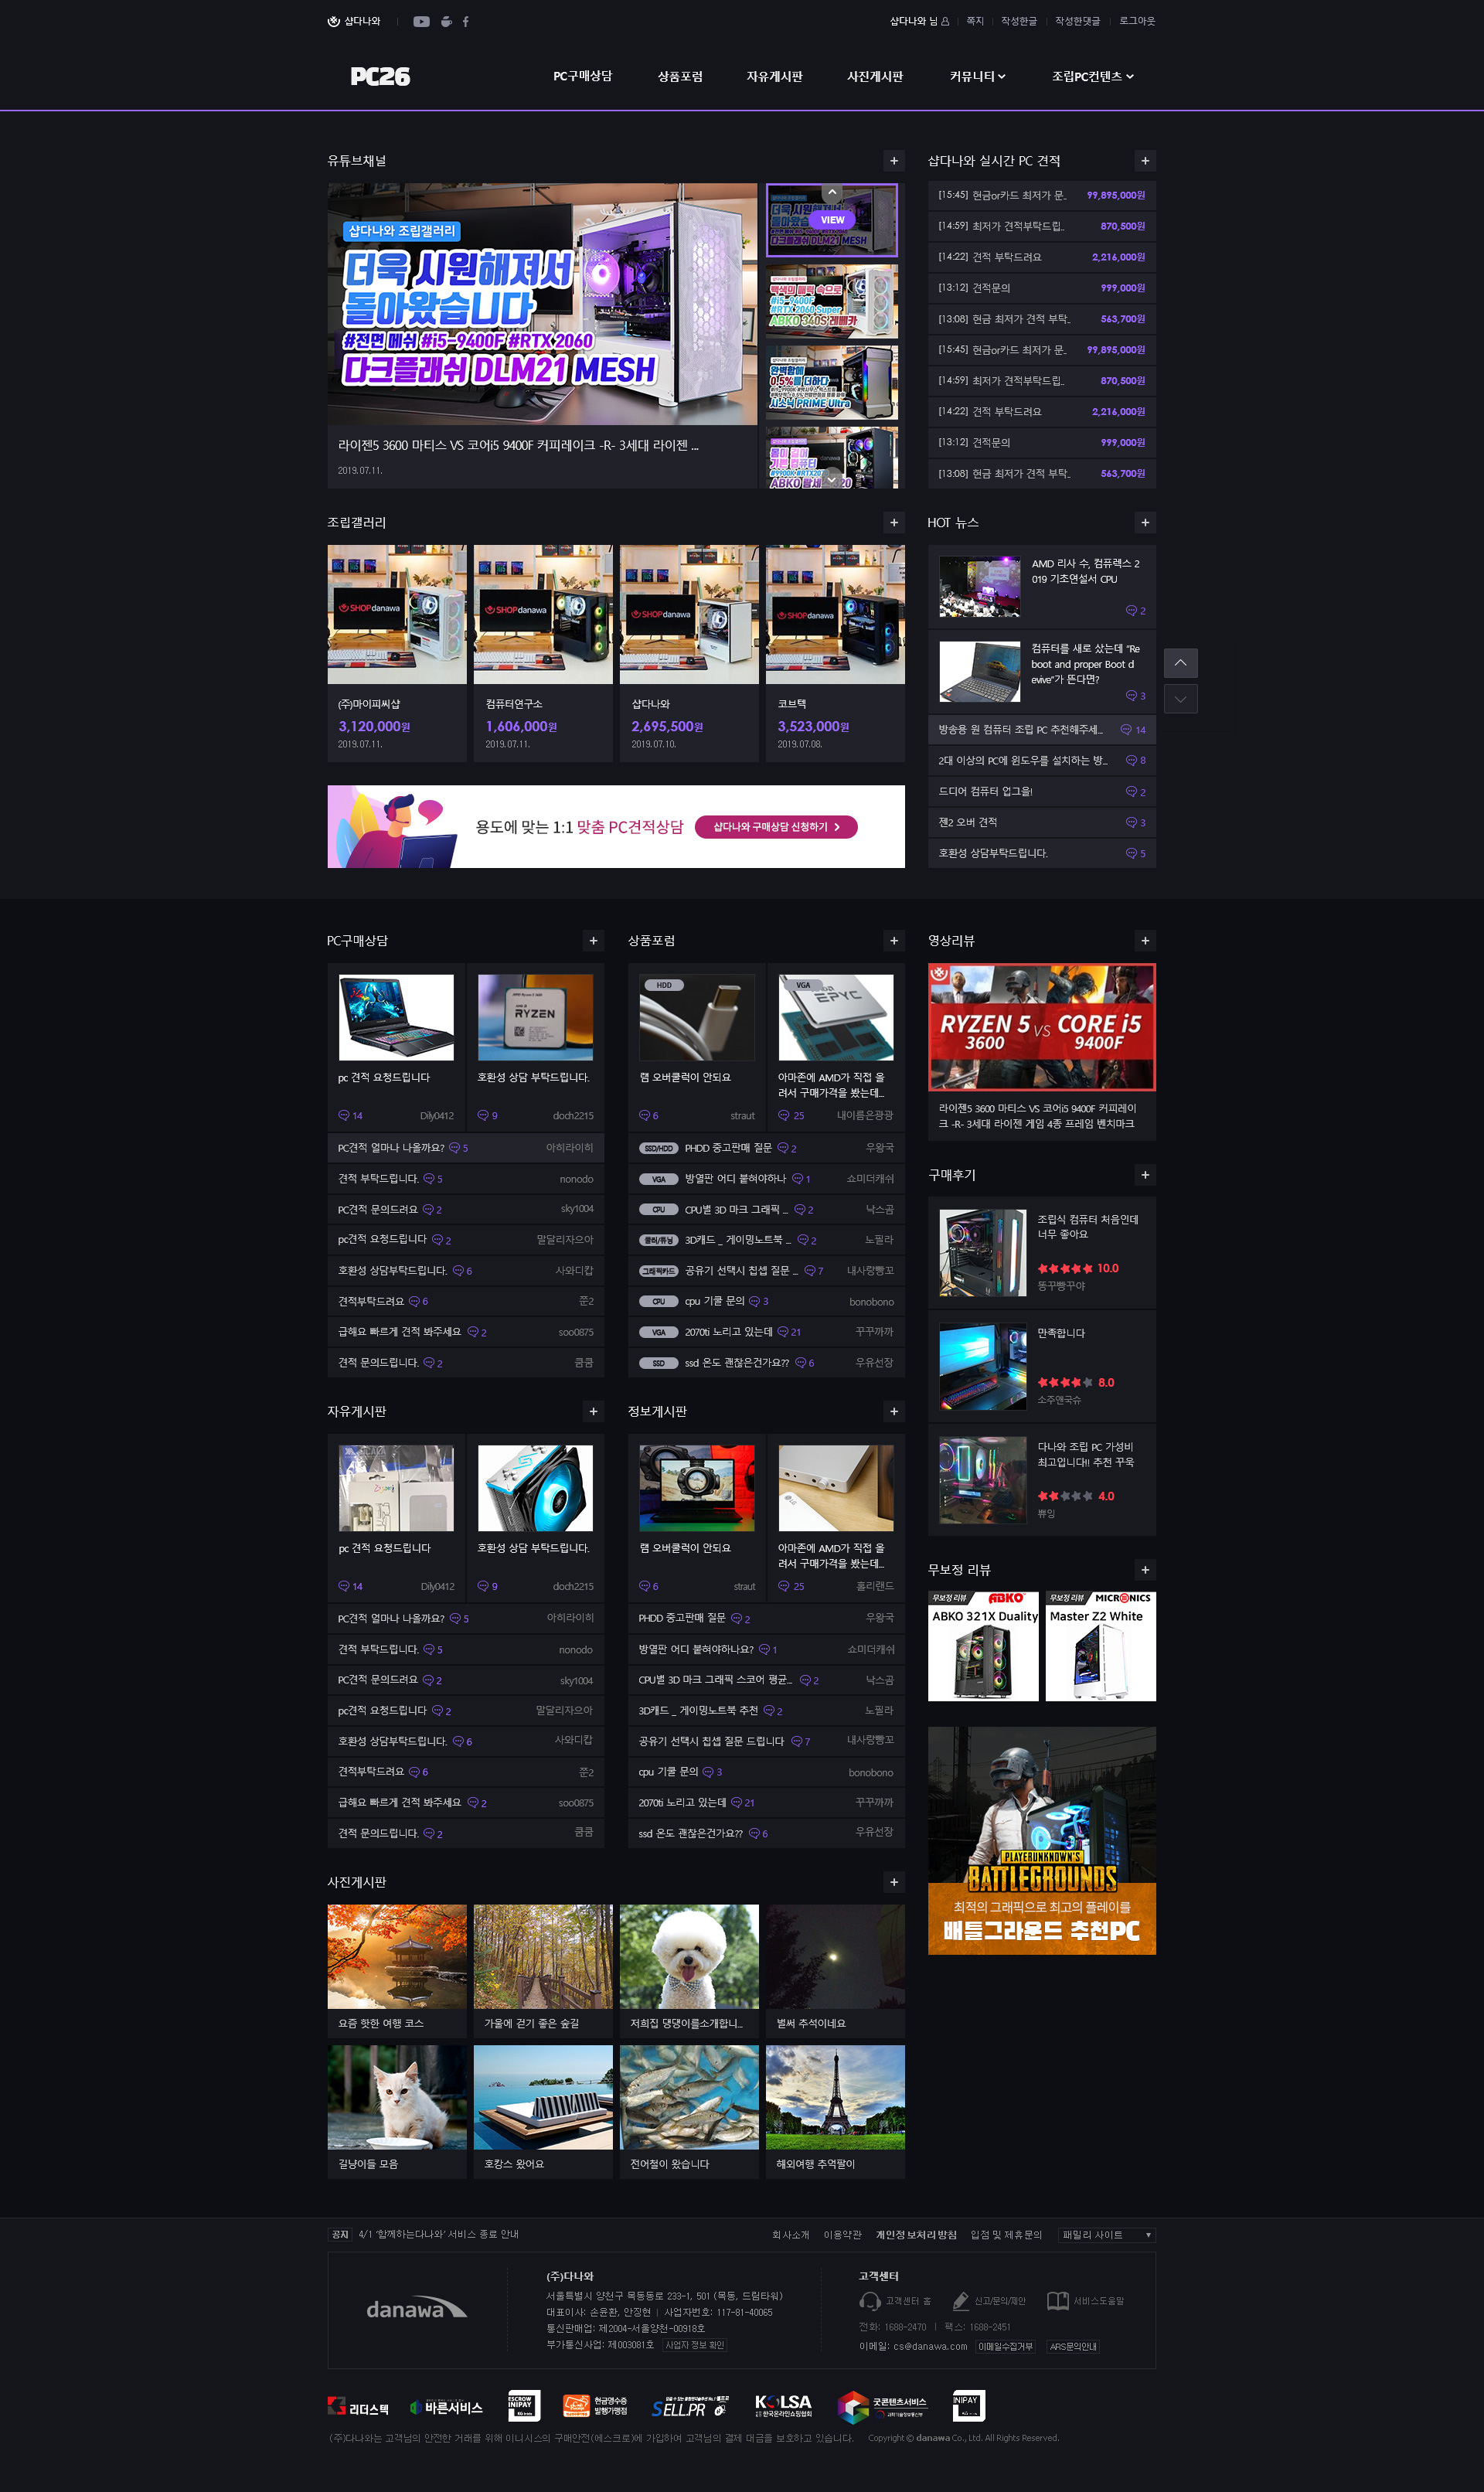 샵다나와
샵다나와 님
쪽지
작성한글
작성한댓글
로그아웃
PC26
PC구매상담
상품포럼
자유게시판
사진게시판
커뮤니티
조립PC컨텐츠
유튜브채널
샵다나와 조립갤러리
더욱 시원해져서
돌아왔습니다
#전면 메쉬 #i5-9400F #RTX 2060
다크플래쉬 DLM21 MESH
라이젠5 3600 마티스 VS 코어i5 9400F 커피레이크 -R- 3세대 라이젠 ...
2019.07.11.
VIEW
백색의 매력 속으로
#i5-9400F
#RTX 2060 Super
ABKO 340S 레베카
완벽함에
0.5%를 더하다
시소닉 PRIME Ultra
샵다나와 실시간 PC 견적
[15:45] 현금or카드 최저가 문.. 99,895,000원
[14:59] 최저가 견적부탁드립.. 870,500원
[14:22] 견적 부탁드려요 2,216,000원
[13:12] 견적문의 999,000원
[13:08] 현금 최저가 견적 부탁.. 563,700원
[15:45] 현금or카드 최저가 문.. 99,895,000원
[14:59] 최저가 견적부탁드립.. 870,500원
[14:22] 견적 부탁드려요 2,216,000원
[13:12] 견적문의 999,000원
[13:08] 현금 최저가 견적 부탁.. 563,700원
조립갤러리
SHOPdanawa
(주)마이피씨샵
3,120,000원
2019.07.11.
SHOPdanawa
컴퓨터연구소
1,606,000원
2019.07.11.
SHOPdanawa
샵다나와
2,695,500원
2019.07.10.
SHOPdanawa
코브텍
3,523,000원
2019.07.08.
용도에 맞는 1:1 맞춤 PC견적상담
샵다나와 구매상담 신청하기
HOT 뉴스
AMD 리사 수, 컴퓨렉스 2
019 기조연설서 CPU
2
컴퓨터를 새로 샀는데 “Re
boot and proper Boot d
evive”가 뜬다면?
3
방송용 원 컴퓨터 조립 PC 추천해주세... 14
2대 이상의 PC에 윈도우를 설치하는 방... 8
드디어 컴퓨터 업그을! 2
젠2 오버 견적 3
호환성 상담부탁드립니다. 5
PC구매상담
pc 견적 요청드립니다
14 Dily0412
RYZEN
호환성 상담 부탁드립니다.
9 doch2215
PC견적 얼마나 나올까요? 5 아히라이히
견적 부탁드립니다. 5 nonodo
PC견적 문의드려요 2 sky1004
pc견적 요청드립니다 2 말달리자으아
호환성 상담부탁드립니다. 6 사와디캅
견적부탁드려요 6 쭌2
급해요 빠르게 견적 봐주세요 2 soo0875
견적 문의드립니다. 2 쿰쿰
상품포럼
HDD
램 오버쿨럭이 안되요
6 straut
VGA
EPYC
아마존에 AMD가 직접 올
려서 구매가격을 봤는데...
25 내이름은광광
SSD/HDD PHDD 중고판매 질문 2 우왕국
VGA 방열판 어디 붙혀야하나 1 쇼미더캐쉬
CPU CPU별 3D 마크 그래픽 ... 2 낙스곰
쿨러/튜닝 3D캐드 _ 게이밍노트북 ... 2 노필라
그래픽카드 공유기 선택시 칩셉 질문 ... 7 내사랑빵꼬
CPU cpu 기쿨 문의 3 bonobono
VGA 2070ti 노리고 있는데 21 꾸꾸까까
SSD ssd 온도 괜찮은건가요?? 6 우유선장
영상리뷰
RYZEN 5 VS CORE i5
3600 9400F
라이젠5 3600 마티스 VS 코어i5 9400F 커피레이
크 -R- 3세대 라이젠 게임 4종 프레임 벤치마크
구매후기
조립식 컴퓨터 처음인데
너무 좋아요
10.0
똥꾸빵꾸야
만족합니다
8.0
소주앤국슈
다나와 조립 PC 가성비
최고입니다!! 추천 꾸욱
4.0
쀼잉
자유게시판
pc 견적 요청드립니다
14 Dily0412
호환성 상담 부탁드립니다.
9 doch2215
PC견적 얼마나 나올까요? 5 아히라이히
견적 부탁드립니다. 5 nonodo
PC견적 문의드려요 2 sky1004
pc견적 요청드립니다 2 말달리자으아
호환성 상담부탁드립니다. 6 사와디캅
견적부탁드려요 6 쭌2
급해요 빠르게 견적 봐주세요 2 soo0875
견적 문의드립니다. 2 쿰쿰
정보게시판
램 오버쿨럭이 안되요
6 straut
LG
아마존에 AMD가 직접 올
려서 구매가격을 봤는데...
25 홀리랜드
PHDD 중고판매 질문 2 우왕국
방열판 어디 붙혀야하나요? 1 쇼미더캐쉬
CPU별 3D 마크 그래픽 스코어 평균... 2 낙스곰
3D캐드 _ 게이밍노트북 추천 2 노필라
공유기 선택시 칩셉 질문 드립니다 7 내사랑빵꼬
cpu 기쿨 문의 3 bonobono
2070ti 노리고 있는데 21 꾸꾸까까
ssd 온도 괜찮은건가요?? 6 우유선장
무보정 리뷰
무보정 리뷰 ABKO
ABKO 321X Duality
무보정 리뷰 MICRONICS
Master Z2 White
PLAYERUNKNOWN'S
BATTLEGROUNDS
최적의 그래픽으로 최고의 플레이를
배틀그라운드 추천PC
사진게시판
요즘 핫한 여행 코스
가을에 걷기 좋은 숲길
저희집 댕댕이를소개합니...
벌써 추석이네요
길냥이들 모음
호캉스 왔어요
전어철이 왔습니다
해외여행 추억팔이
공지 4/1 '함께하는다나와' 서비스 종료 안내
회사소개
이용약관
개인정보처리방침
입점 및 제휴문의
패밀리 사이트
danawa
(주)다나와
서울특별시 양천구 목동동로 233-1, 501 (목동, 드림타워)
대표이사: 손윤환, 안징현 | 사업자번호: 117-81-40065
통신판매업: 제2004-서울양천-00918호
부가통신사업: 제003081호 사업자 정보 확인
고객센터
고객센터 홈
신고/문의/제안
서비스도움말
전화: 1688-2470 | 팩스: 1688-2451
이메일: cs@danawa.com 이메일수집거부 ARS문의안내
리더스텍
바른서비스
ESCROW
INIPAY
현금영수증
발행가맹점
SELLPR
KOLSA
한국온라인쇼핑협회
굿콘텐츠서비스
INIPAY
(주)다나와는 고객님의 안전한 거래를 위해 이니시스의 구매안전(에스크로)에 가입하여 고객님의 결제 대금을 보호하고 있습니다.
Copyright © danawa Co., Ltd. All Rights Reserved.